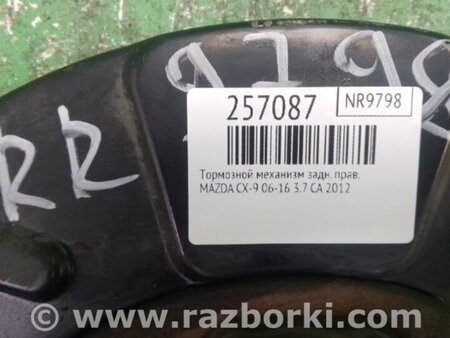 9798
RR
257087
NR9798
Тормозной механизм задн. прав.
MAZDA CX-9 06-16 3.7 CA 2012
www.razborki.com